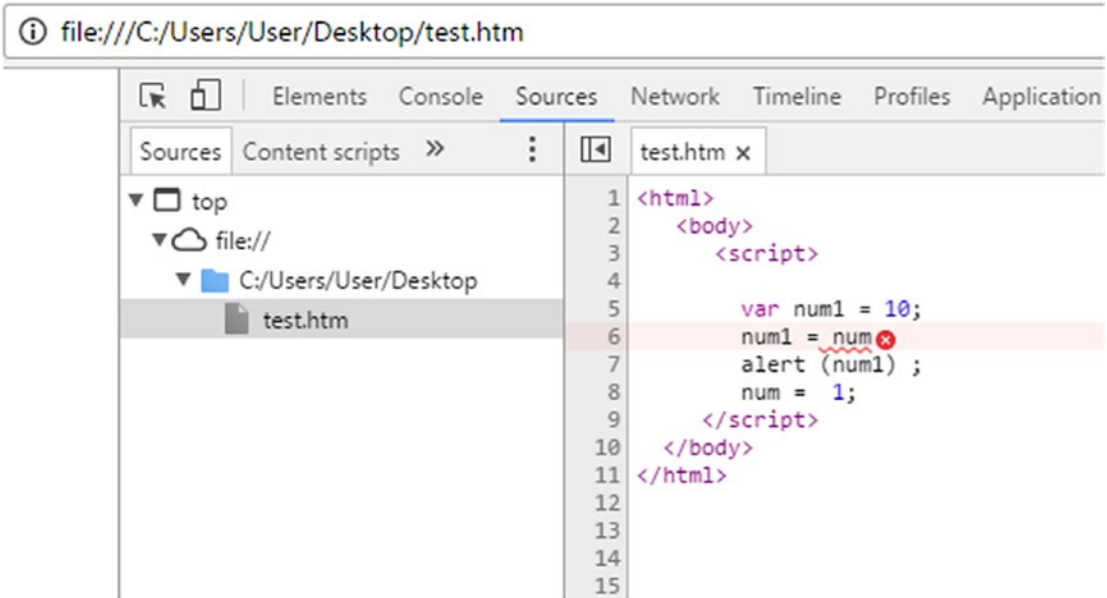 file:///C:/Users/User/Desktop/test.htm
Elements Console Sources Network Timeline Profiles Application
Sources Content scripts »
test.htm ×
top
file://
C:/Users/User/Desktop
test.htm
1 <html>
2 <body>
3 <script>
4
5 var num1 = 10;
6 num1 = num
7 alert (num1) ;
8 num = 1;
9 </script>
10 </body>
11 </html>
12
13
14
15